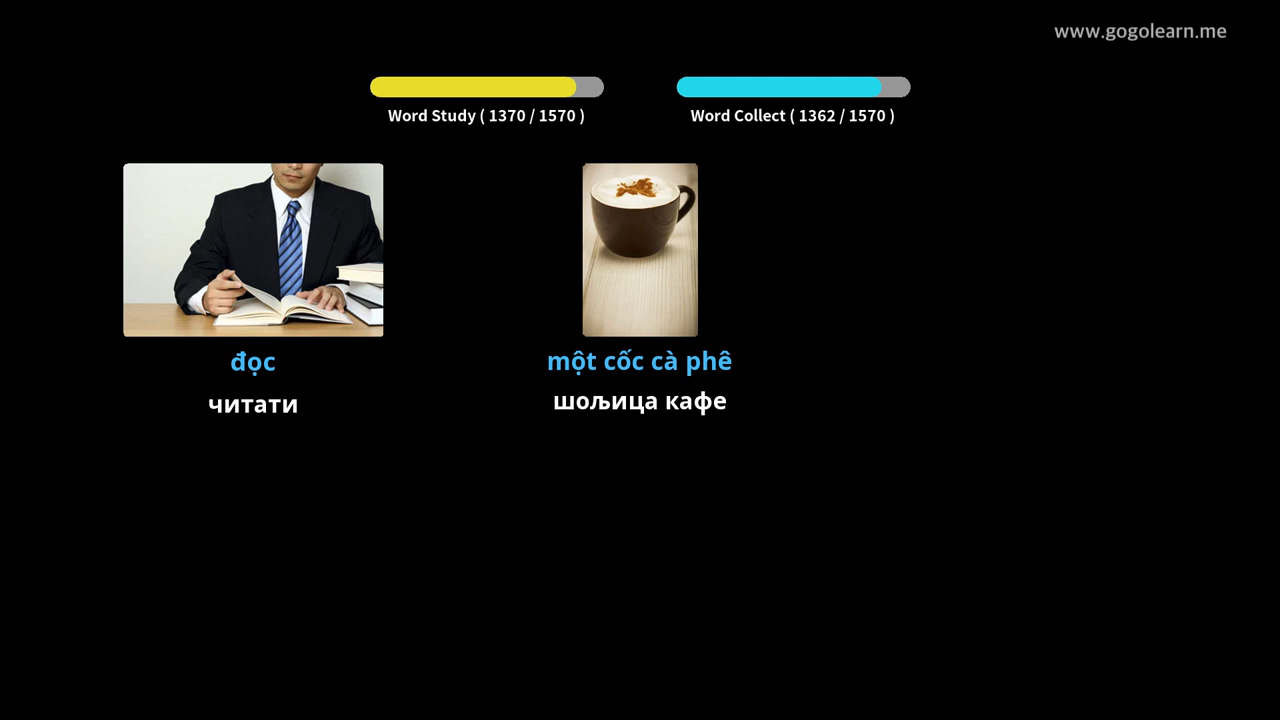 www.gogolearn.me
Word Study ( 1370 / 1570 )
Word Collect ( 1362 / 1570 )
đọc
читати
một cốc cà phê
шољица кафе